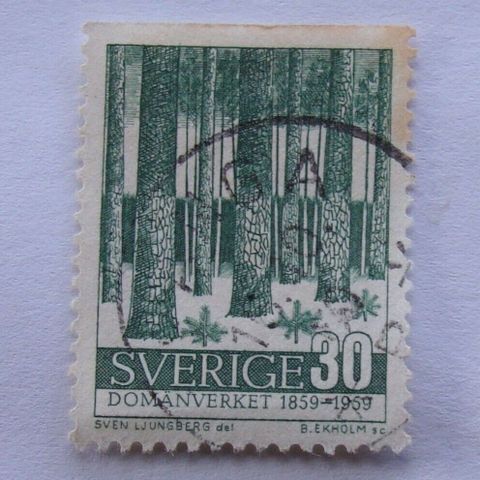 SVERIGE 30
DOMÄNVERKET 1859-1959
SVEN LJUNGBERG del B. EKHOLM sc